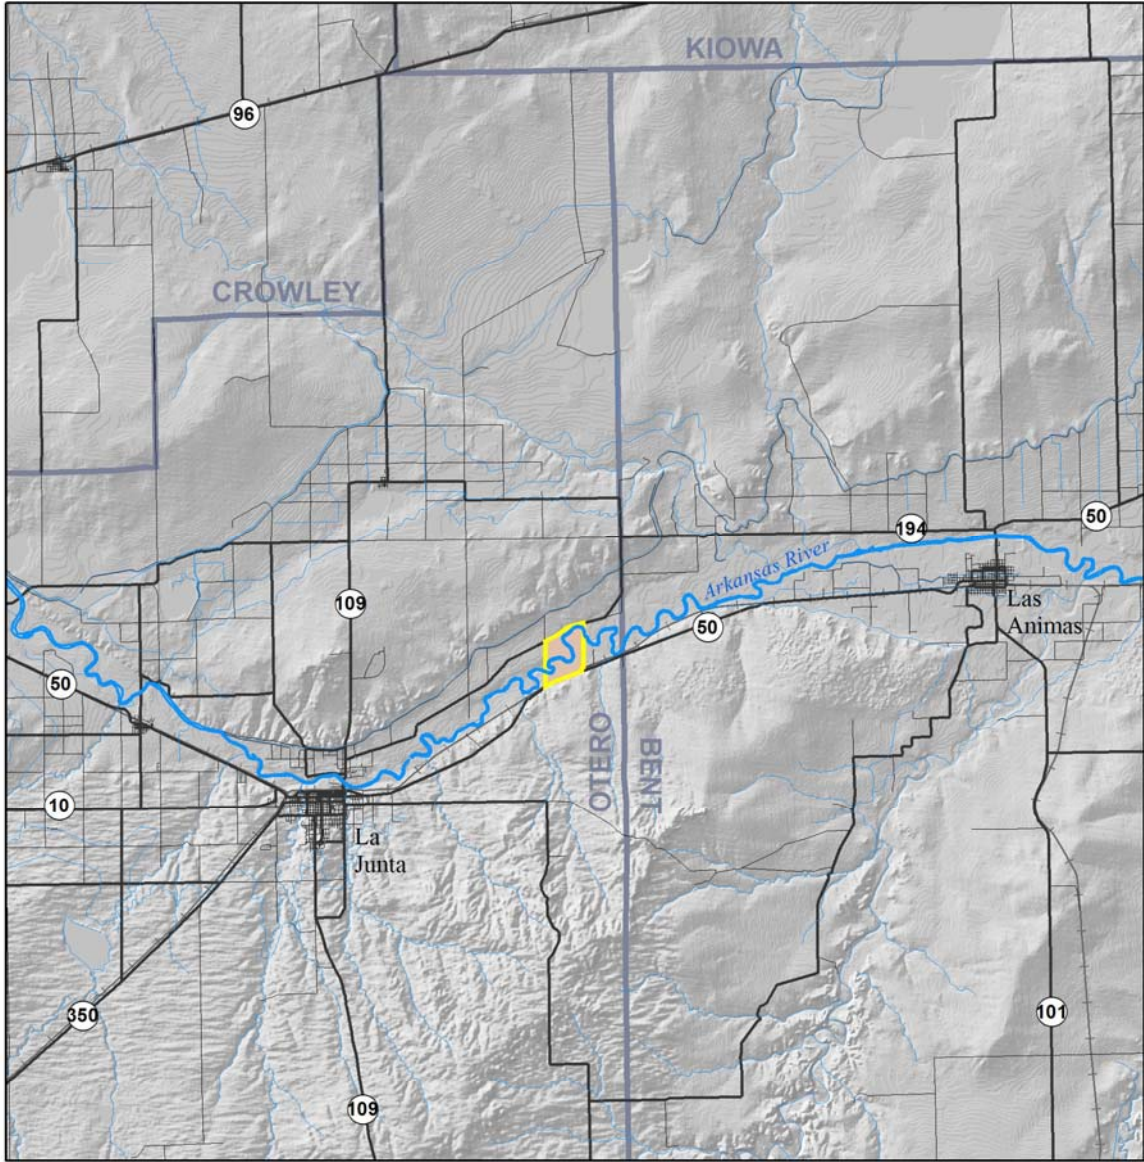 KIOWA
96
CROWLEY
50
194
Arkansas River
109
Las
Animas
50
50
OTERO
BENT
10
La
Junta
350
101
109